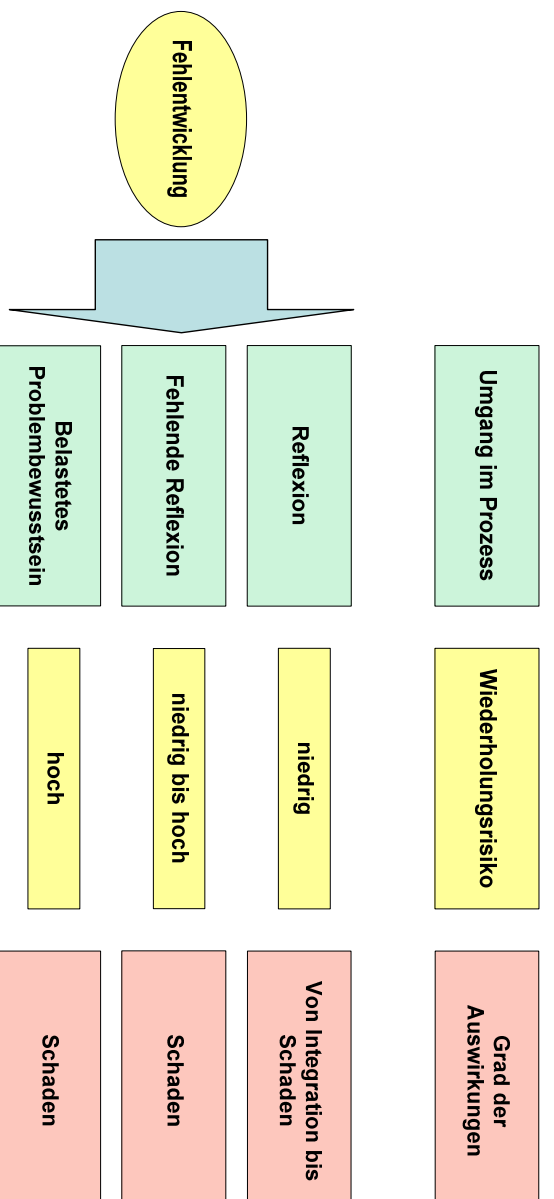 Umgang im Prozess
Wiederholungsrisiko
Grad der
Auswirkungen
Fehlentwicklung
Reflexion
niedrig
Von Integration bis
Schaden
Fehlende Reflexion
niedrig bis hoch
Schaden
Belastetes
Problembewusstsein
hoch
Schaden